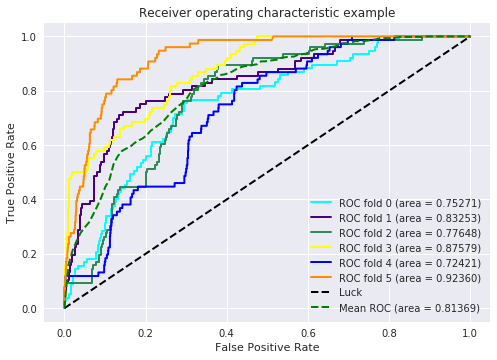 Receiver operating characteristic example
True Positive Rate
1.0
0.8
0.6
0.4
0.2
0.0
ROC fold 0 (area = 0.75271)
ROC fold 1 (area = 0.83253)
ROC fold 2 (area = 0.77648)
ROC fold 3 (area = 0.87579)
ROC fold 4 (area = 0.72421)
ROC fold 5 (area = 0.92360)
Luck
Mean ROC (area = 0.81369)
0.0 0.2 0.4 0.6 0.8 1.0
False Positive Rate